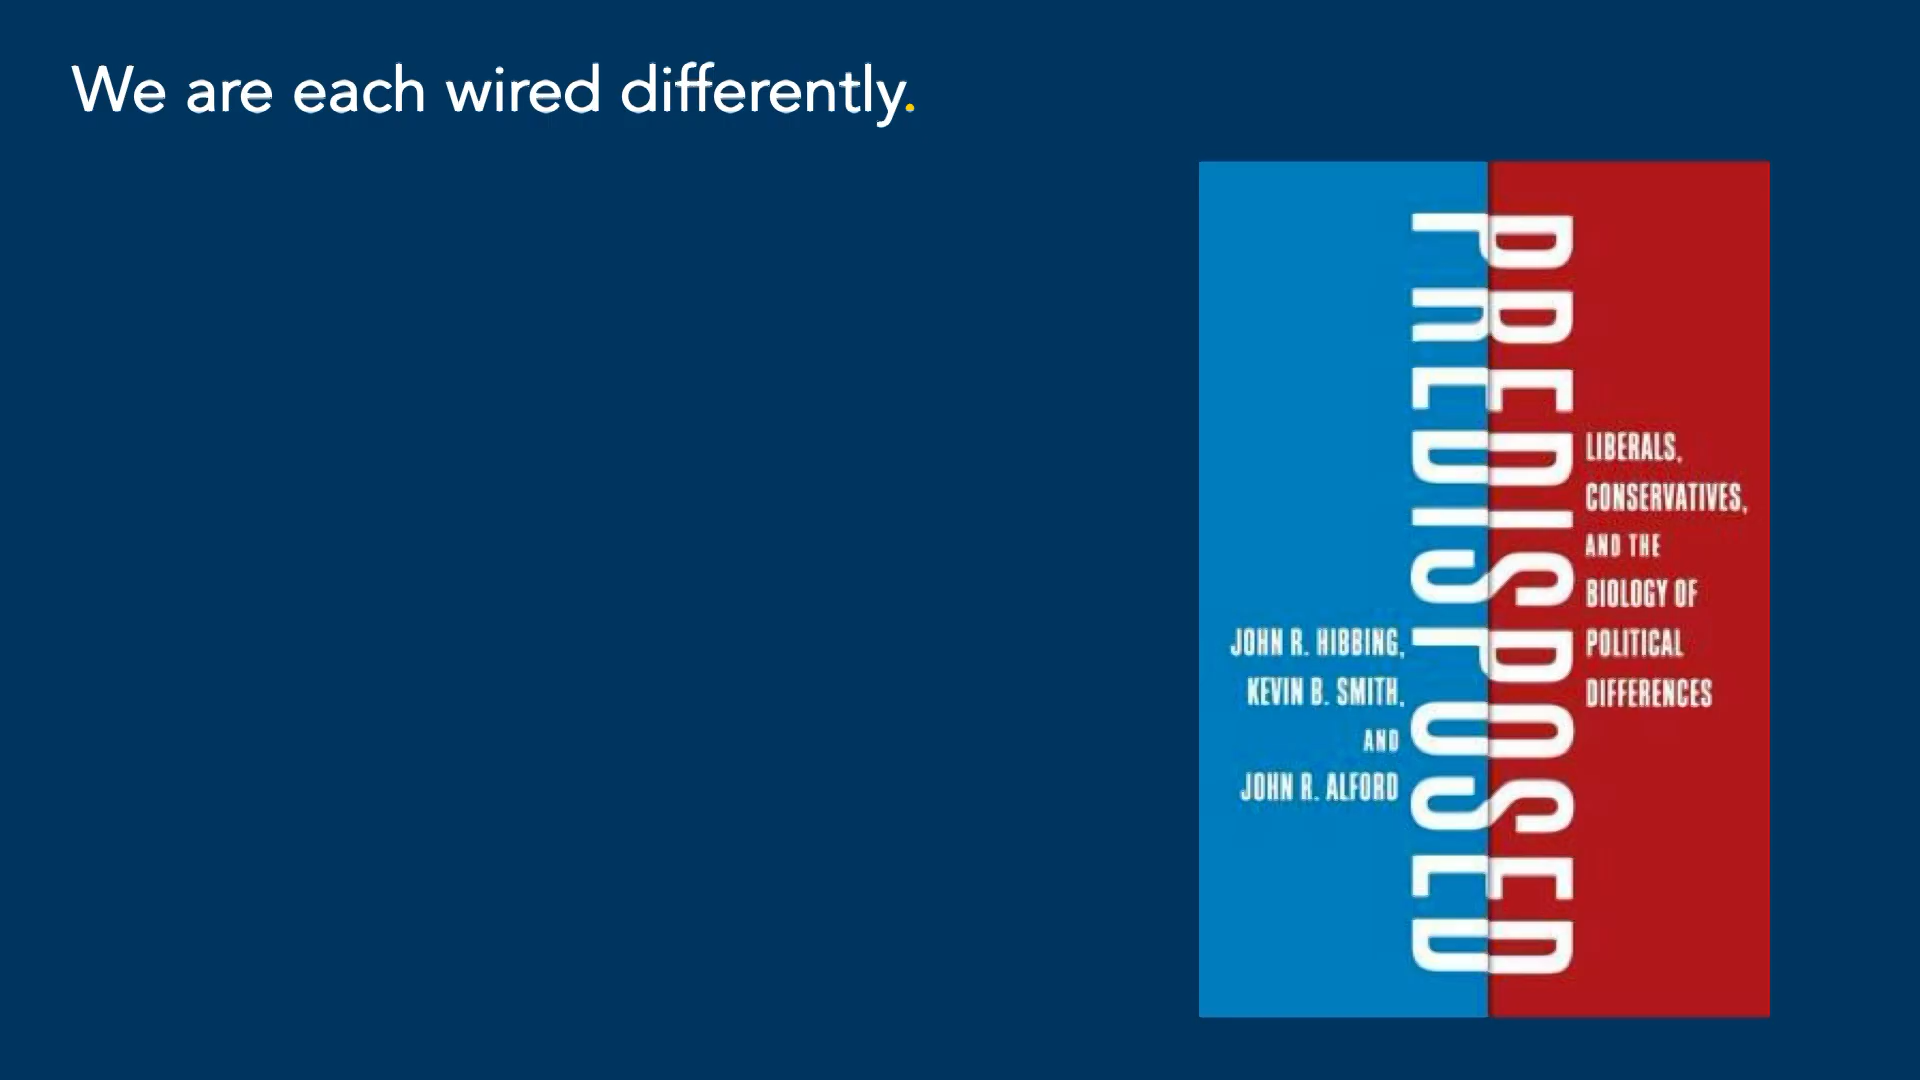 We are each wired differently.
PREDISPOSED
LIBERALS,
CONSERVATIVES,
AND THE
BIOLOGY OF
POLITICAL
DIFFERENCES
JOHN R. HIBBING,
KEVIN B. SMITH,
AND
JOHN R. ALFORD